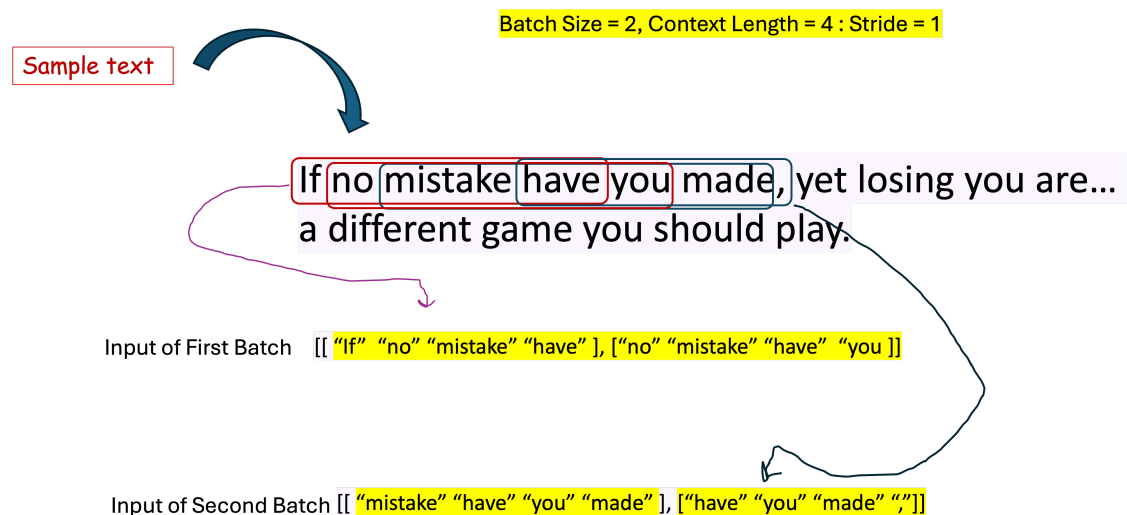 Batch Size = 2, Context Length = 4 : Stride = 1
Sample text
If no mistake have you made, yet losing you are…
a different game you should play.
Input of First Batch [[ “If” “no” “mistake” “have” ], [“no” “mistake” “have” “you ]]
Input of Second Batch [[ “mistake” “have” “you” “made” ], [“have” “you” “made” “,”]]